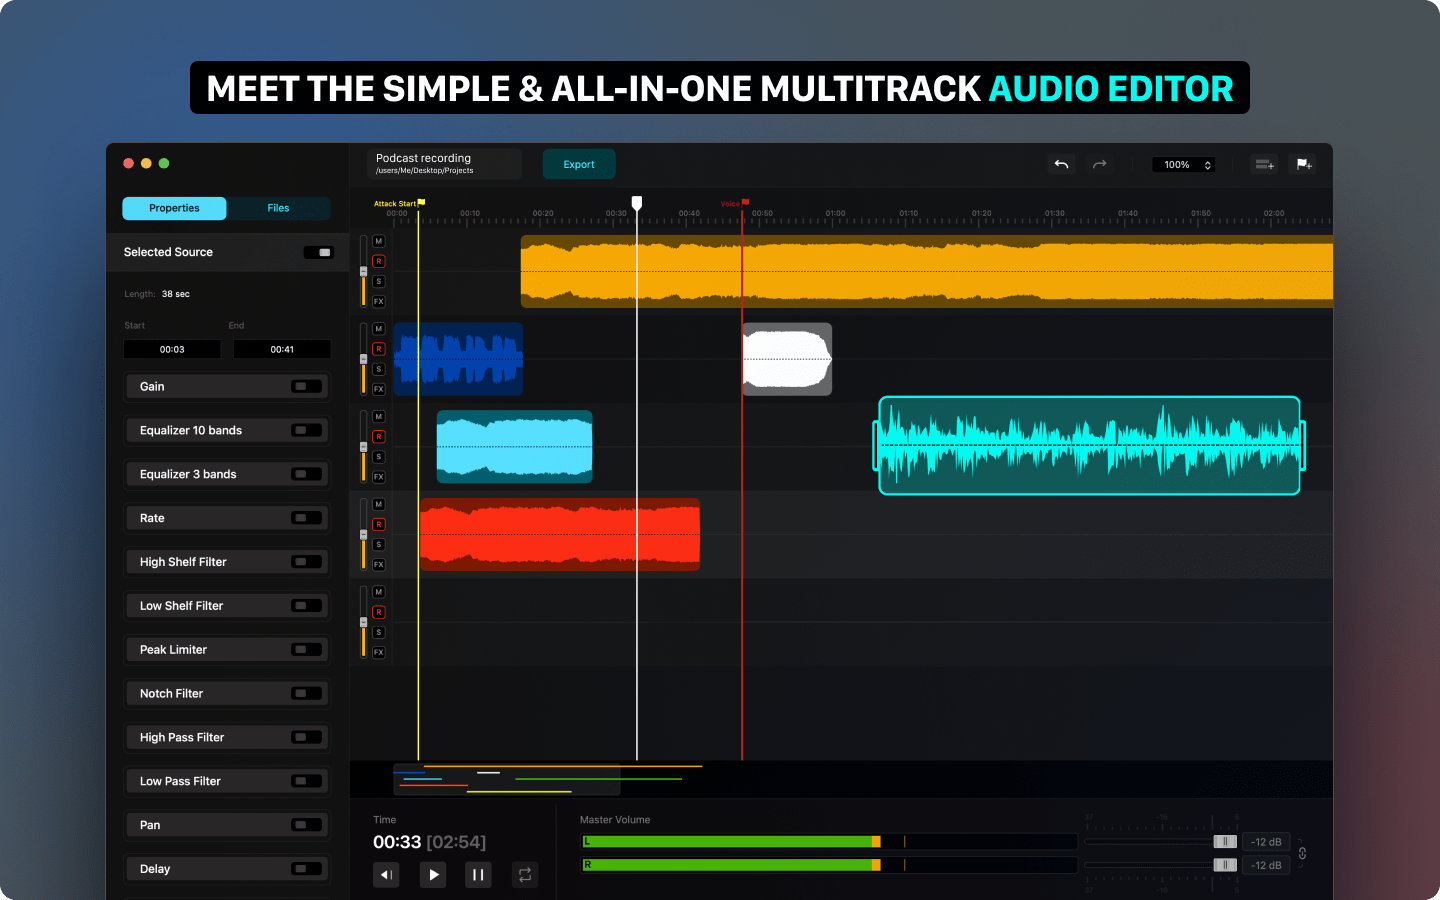 MEET THE SIMPLE & ALL-IN-ONE MULTITRACK AUDIO EDITOR
Podcast recording
/users/Me/Desktop/Projects
Export
100%
Properties
Files
Attack Start
Voice
00:00 00:10 00:20 00:30 00:40 00:50 01:00 01:10 01:20 01:30 01:40 01:50 02:00
Selected Source
Length: 38 sec
Start
End
00:03
00:41
Gain
Equalizer 10 bands
Equalizer 3 bands
Rate
High Shelf Filter
Low Shelf Filter
Peak Limiter
Notch Filter
High Pass Filter
Low Pass Filter
Pan
Delay
M
R
S
FX
M
R
S
FX
M
R
S
FX
M
R
S
FX
M
R
S
FX
Time
00:33 [02:54]
Master Volume
L
R
-12 dB
-12 dB